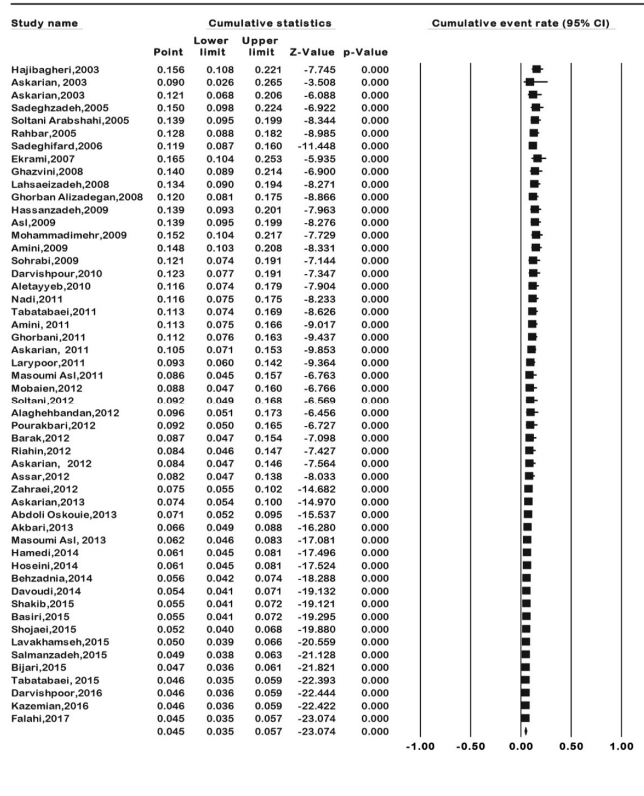 Study name Cumulative statistics Cumulative event rate (95% CI)
Lower Upper
Point limit limit Z-Value p-Value
Hajibagheri,2003 0.156 0.108 0.221 -7.745 0.000
Askarian,2003 0.090 0.026 0.265 -3.508 0.000
Askarian,2003 0.121 0.068 0.206 -6.088 0.000
Sadeghzadeh,2005 0.150 0.098 0.224 -6.922 0.000
Soltani Arabshahi,2005 0.139 0.095 0.199 -8.344 0.000
Rahbar,2005 0.128 0.088 0.182 -8.985 0.000
Sadeghifard,2006 0.119 0.087 0.160 -11.448 0.000
Ekrami,2007 0.165 0.104 0.253 -5.935 0.000
Ghazvini,2008 0.140 0.089 0.214 -6.900 0.000
Lahsaeizadeh,2008 0.134 0.090 0.194 -8.271 0.000
Ghorban Alizadegan,2008 0.120 0.081 0.175 -8.866 0.000
Hassanzadeh,2009 0.139 0.093 0.201 -7.963 0.000
Asl,2009 0.139 0.095 0.199 -8.276 0.000
Mohammadimehr,2009 0.152 0.104 0.217 -7.729 0.000
Amini,2009 0.148 0.103 0.208 -8.331 0.000
Sohrabi,2009 0.121 0.074 0.191 -7.144 0.000
Darvishpour,2010 0.123 0.077 0.191 -7.347 0.000
Aletayyeb,2010 0.116 0.074 0.179 -7.904 0.000
Nadi,2011 0.116 0.075 0.175 -8.233 0.000
Tabatabaei,2011 0.113 0.074 0.169 -8.626 0.000
Amini, 2011 0.113 0.075 0.166 -9.017 0.000
Ghorbani,2011 0.112 0.076 0.163 -9.437 0.000
Askarian, 2011 0.105 0.071 0.153 -9.853 0.000
Larypoor,2011 0.093 0.060 0.142 -9.364 0.000
Masoumi Asl,2011 0.086 0.045 0.157 -6.763 0.000
Mobaien,2012 0.088 0.047 0.160 -6.766 0.000
Soltani,2012 0.092 0.049 0.168 -6.569 0.000
Alaghehbandan,2012 0.096 0.051 0.173 -6.456 0.000
Pourakbari,2012 0.092 0.050 0.165 -6.727 0.000
Barak,2012 0.087 0.047 0.154 -7.098 0.000
Riahin,2012 0.084 0.046 0.147 -7.427 0.000
Askarian, 2012 0.084 0.047 0.146 -7.564 0.000
Assar,2012 0.082 0.047 0.138 -8.033 0.000
Zahraei,2012 0.075 0.055 0.102 -14.682 0.000
Askarian,2013 0.074 0.054 0.100 -14.970 0.000
Abdoli Oskouie,2013 0.071 0.052 0.095 -15.537 0.000
Akbari,2013 0.066 0.049 0.088 -16.280 0.000
Masoumi Asl, 2013 0.062 0.046 0.083 -17.081 0.000
Hamedi,2014 0.061 0.045 0.081 -17.496 0.000
Hoseini,2014 0.061 0.045 0.081 -17.524 0.000
Behzadnia,2014 0.056 0.042 0.074 -18.288 0.000
Davoudi,2014 0.054 0.041 0.071 -19.132 0.000
Shakib,2015 0.055 0.041 0.072 -19.121 0.000
Basiri,2015 0.055 0.041 0.072 -19.295 0.000
Shojaei,2015 0.052 0.040 0.068 -19.880 0.000
Lavakhamseh,2015 0.050 0.039 0.066 -20.559 0.000
Salmanzadeh,2015 0.049 0.038 0.063 -21.128 0.000
Bijari,2015 0.047 0.036 0.061 -21.821 0.000
Tabatabaei, 2015 0.046 0.035 0.059 -22.393 0.000
Darvishpoor,2016 0.046 0.036 0.059 -22.444 0.000
Kazemian,2016 0.046 0.036 0.059 -22.422 0.000
Falahi,2017 0.045 0.035 0.057 -23.074 0.000
0.045 0.035 0.057 -23.074 0.000
-1.00 -0.50 0.00 0.50 1.00